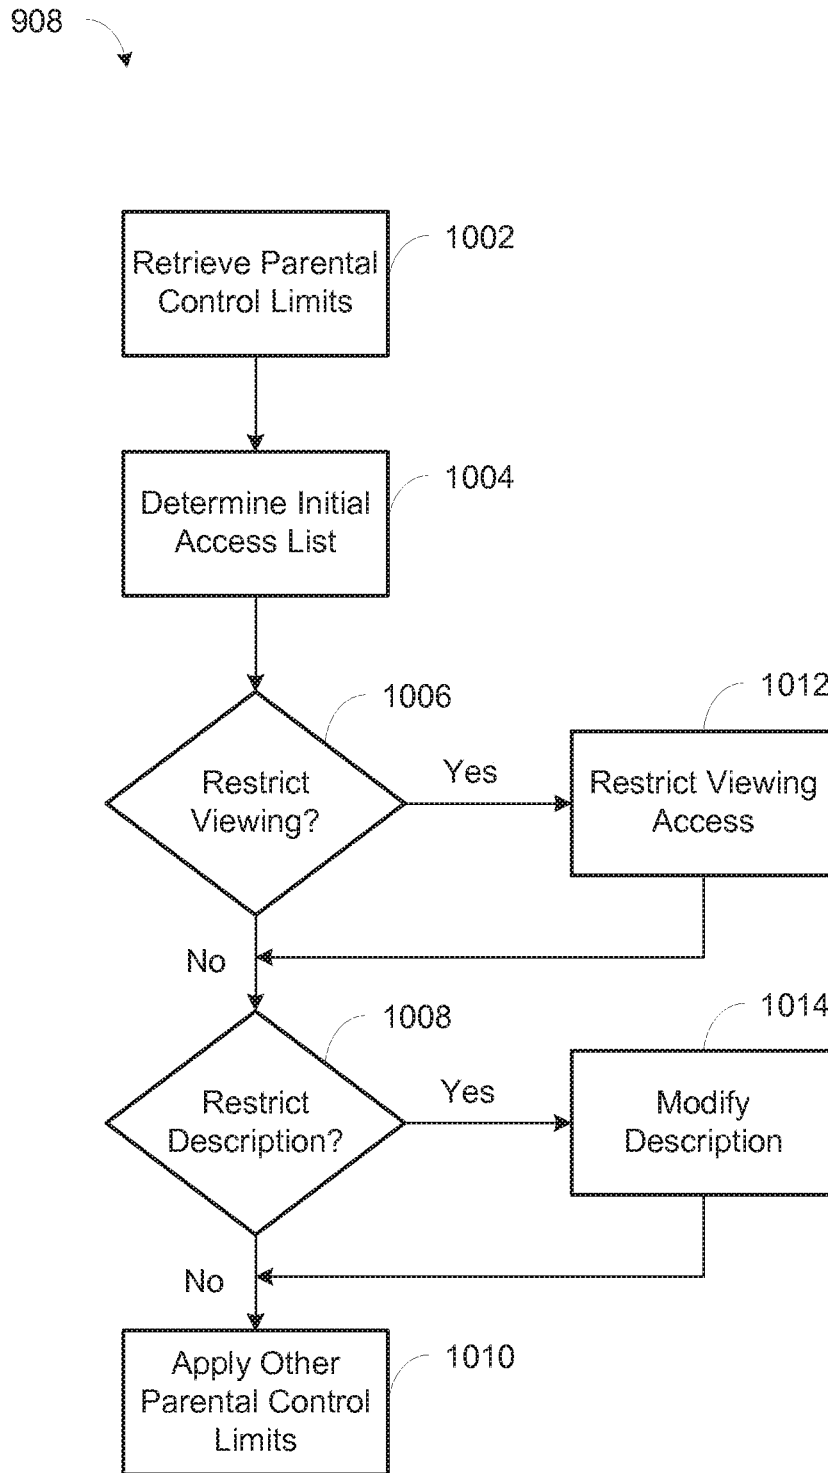 908
1002
Retrieve Parental
Control Limits
1004
Determine Initial
Access List
1006
Restrict
Viewing?
Yes
1012
Restrict Viewing
Access
No
1008
Restrict
Description?
Yes
1014
Modify
Description
No
1010
Apply Other
Parental Control
Limits